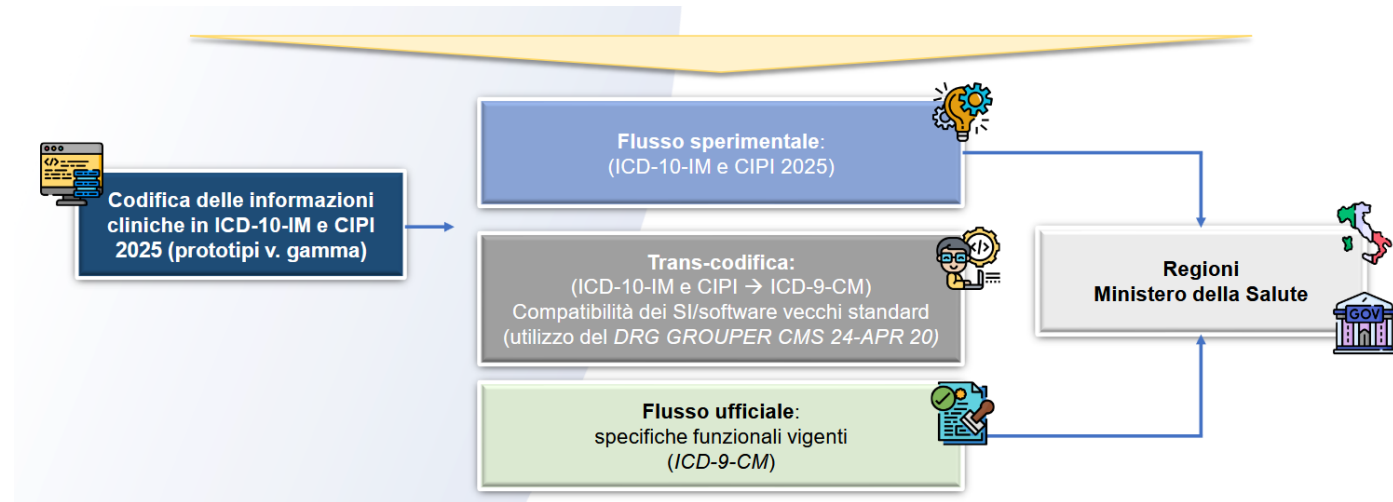 Flusso sperimentale:
(ICD-10-IM e CIPI 2025)
Codifica delle informazioni
cliniche in ICD-10-IM e CIPI
2025 (prototipi v. gamma)
Trans-codifica:
(ICD-10-IM e CIPI → ICD-9-CM)
Compatibilità dei SI/software vecchi standard
(utilizzo del DRG GROUPER CMS 24-APR 20)
Regioni
Ministero della Salute
GOV
Flusso ufficiale:
specifiche funzionali vigenti
(ICD-9-CM)